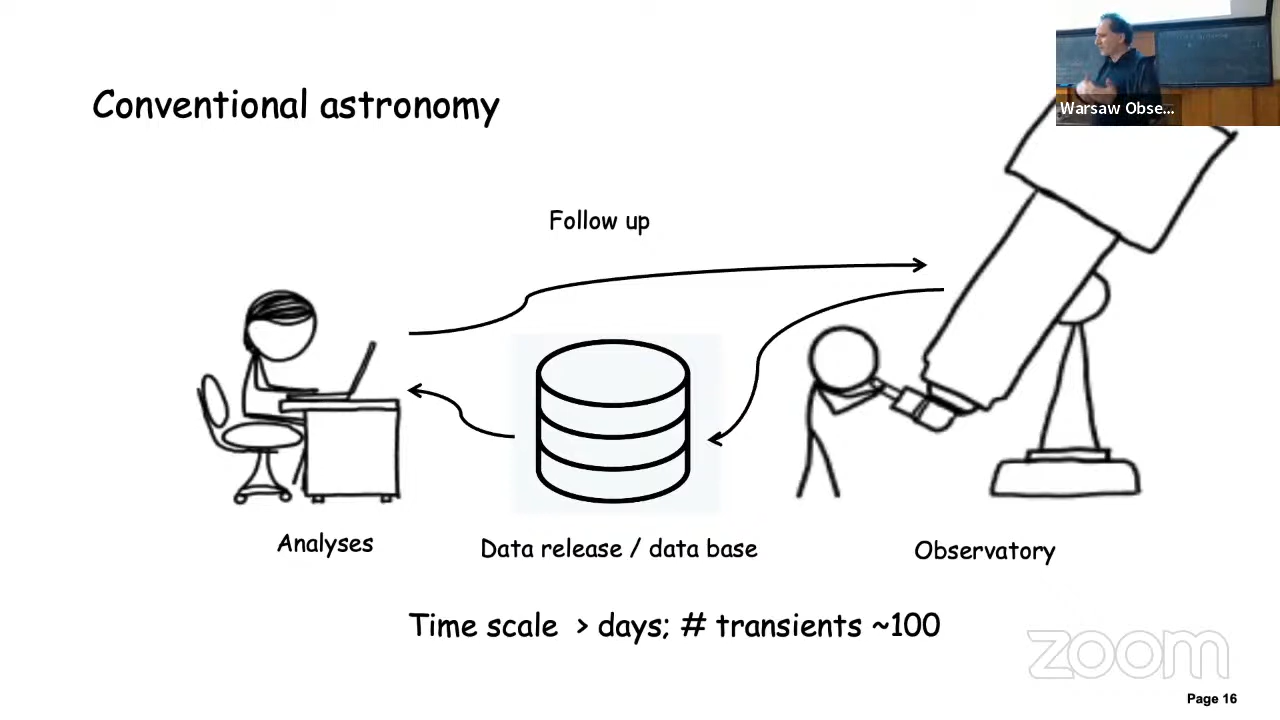 Conventional astronomy
Warsaw Obse...
Follow up
Analyses
Data release / data base
Observatory
Time scale > days; # transients ~100
zoom
Page 16